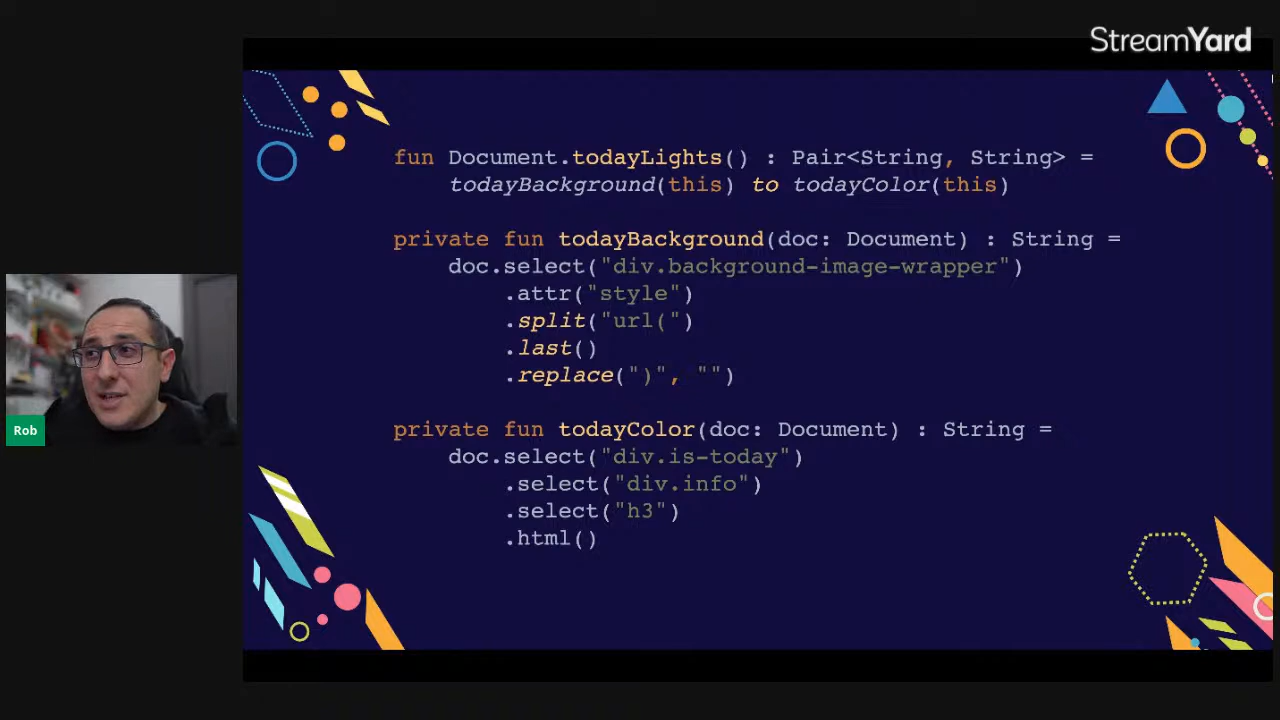 StreamYard
fun Document.todayLights() : Pair<String, String> =
    todayBackground(this) to todayColor(this)
private fun todayBackground(doc: Document) : String =
    doc.select("div.background-image-wrapper")
        .attr("style")
        .split("url(")
        .last()
        .replace(")", "")
private fun todayColor(doc: Document) : String =
    doc.select("div.is-today")
        .select("div.info")
        .select("h3")
        .html()
Rob